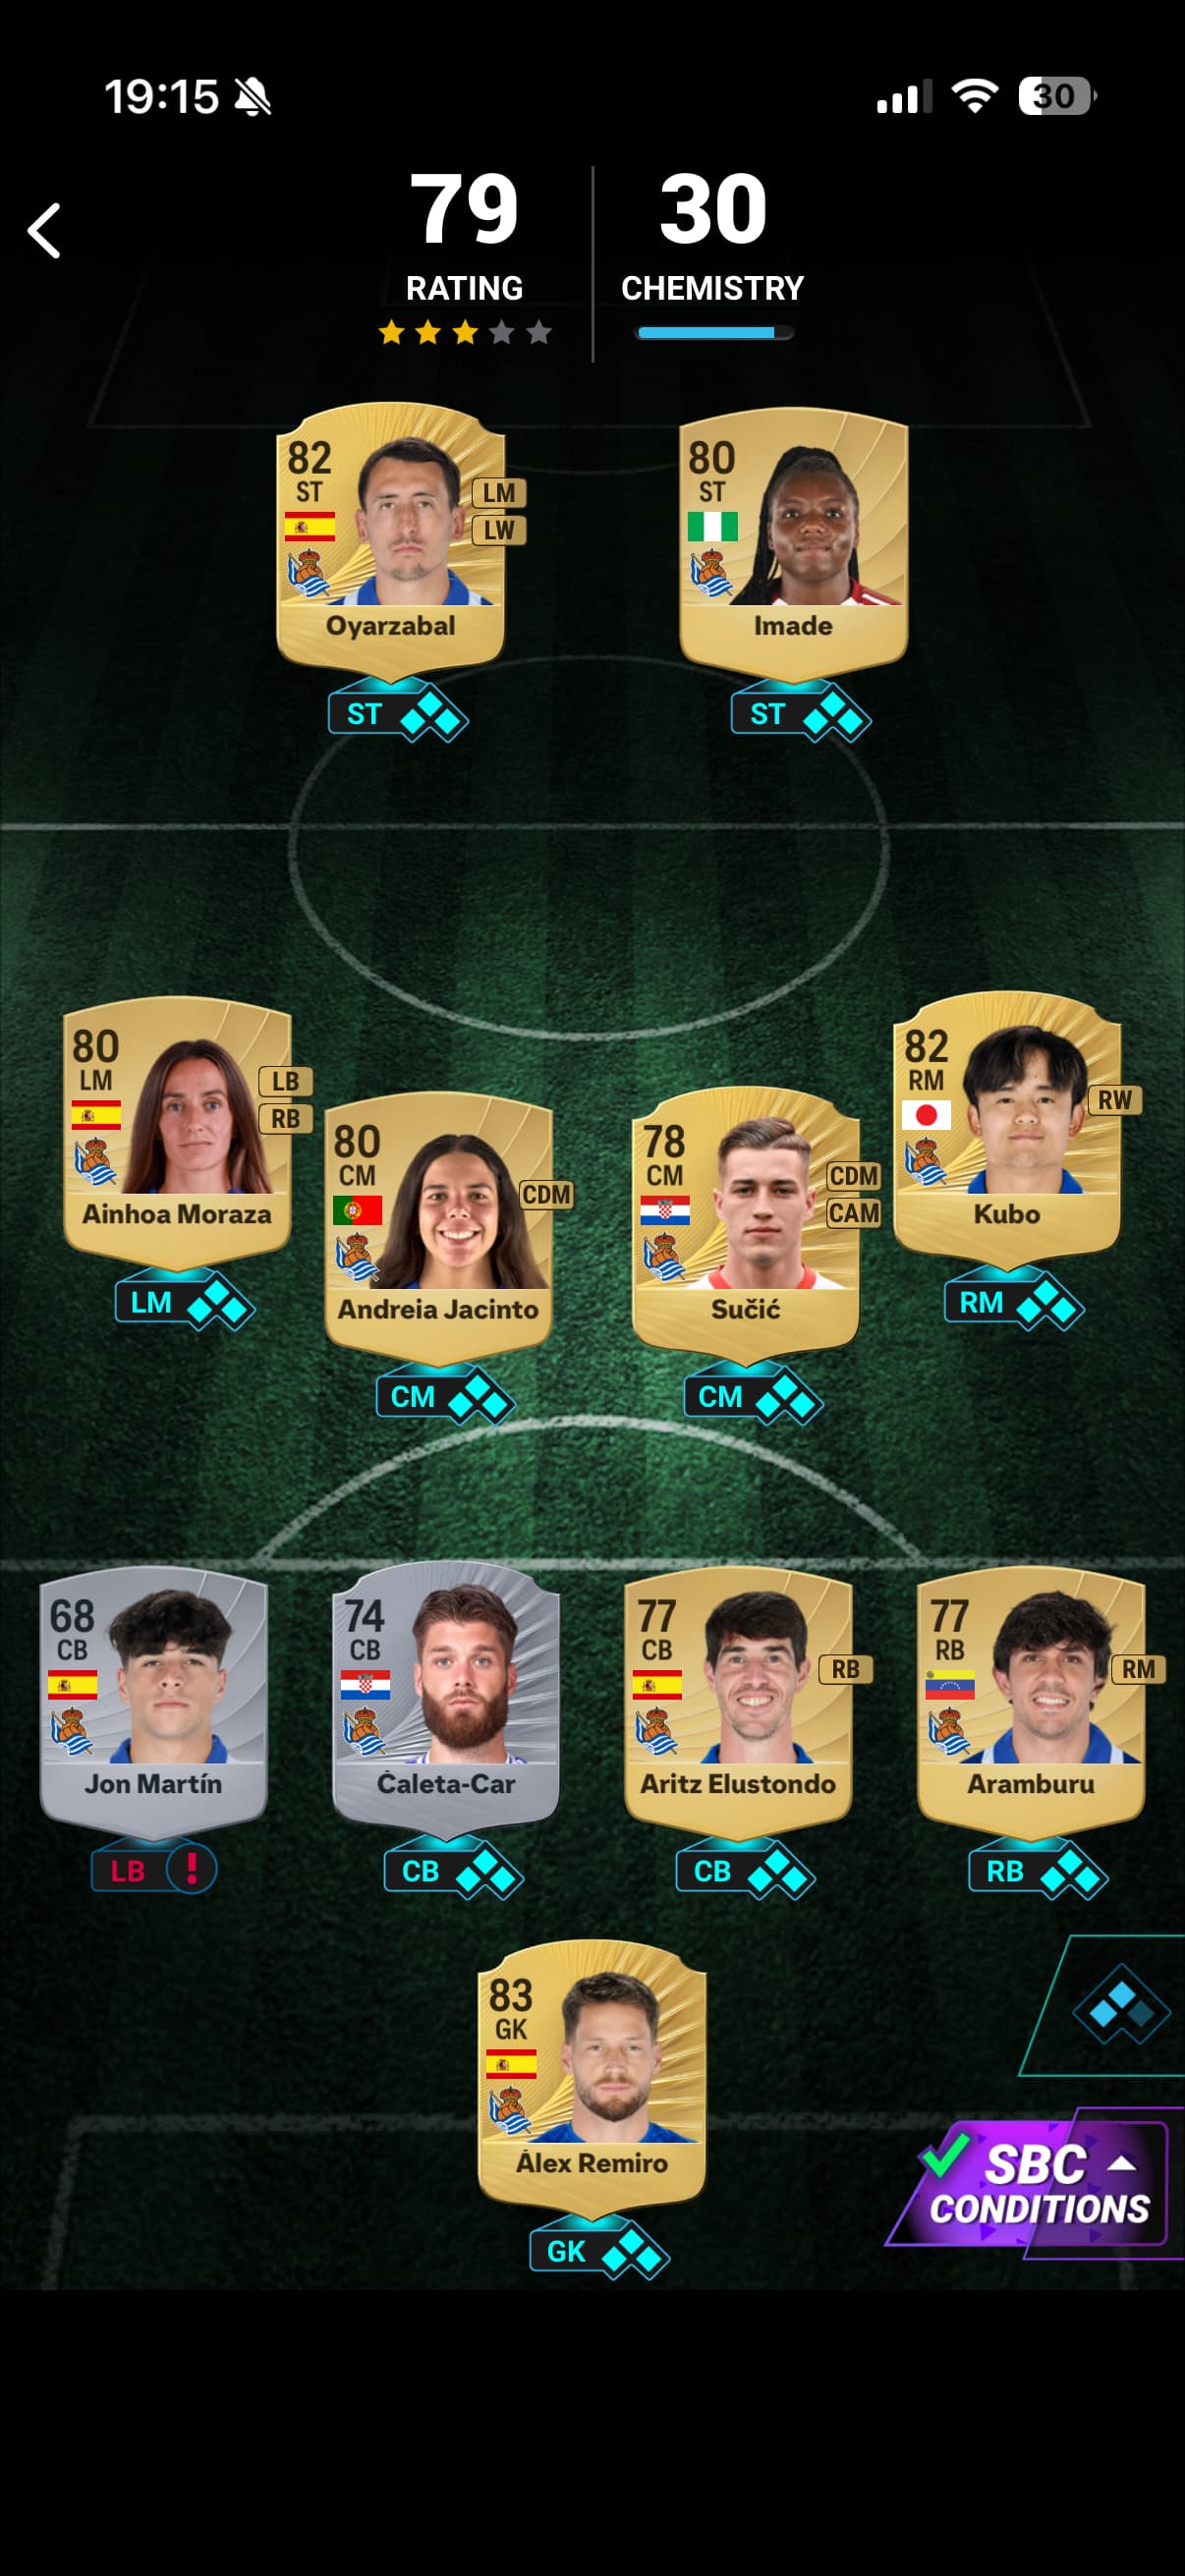 19:15
30
79
30
RATING
CHEMISTRY
82
ST
LM
LW
Oyarzabal
ST
80
ST
Imade
ST
80
LM
LB
RB
Ainhoa Moraza
LM
80
CM
CDM
Andreia Jacinto
CM
78
CM
CDM
CAM
Sučić
CM
82
RM
RW
Kubo
RM
68
CB
Jon Martín
LB !
74
CB
Ćaleta-Car
CB
77
CB
RB
Aritz Elustondo
CB
77
RB
RM
Aramburu
RB
83
GK
Álex Remiro
GK
SBC
CONDITIONS